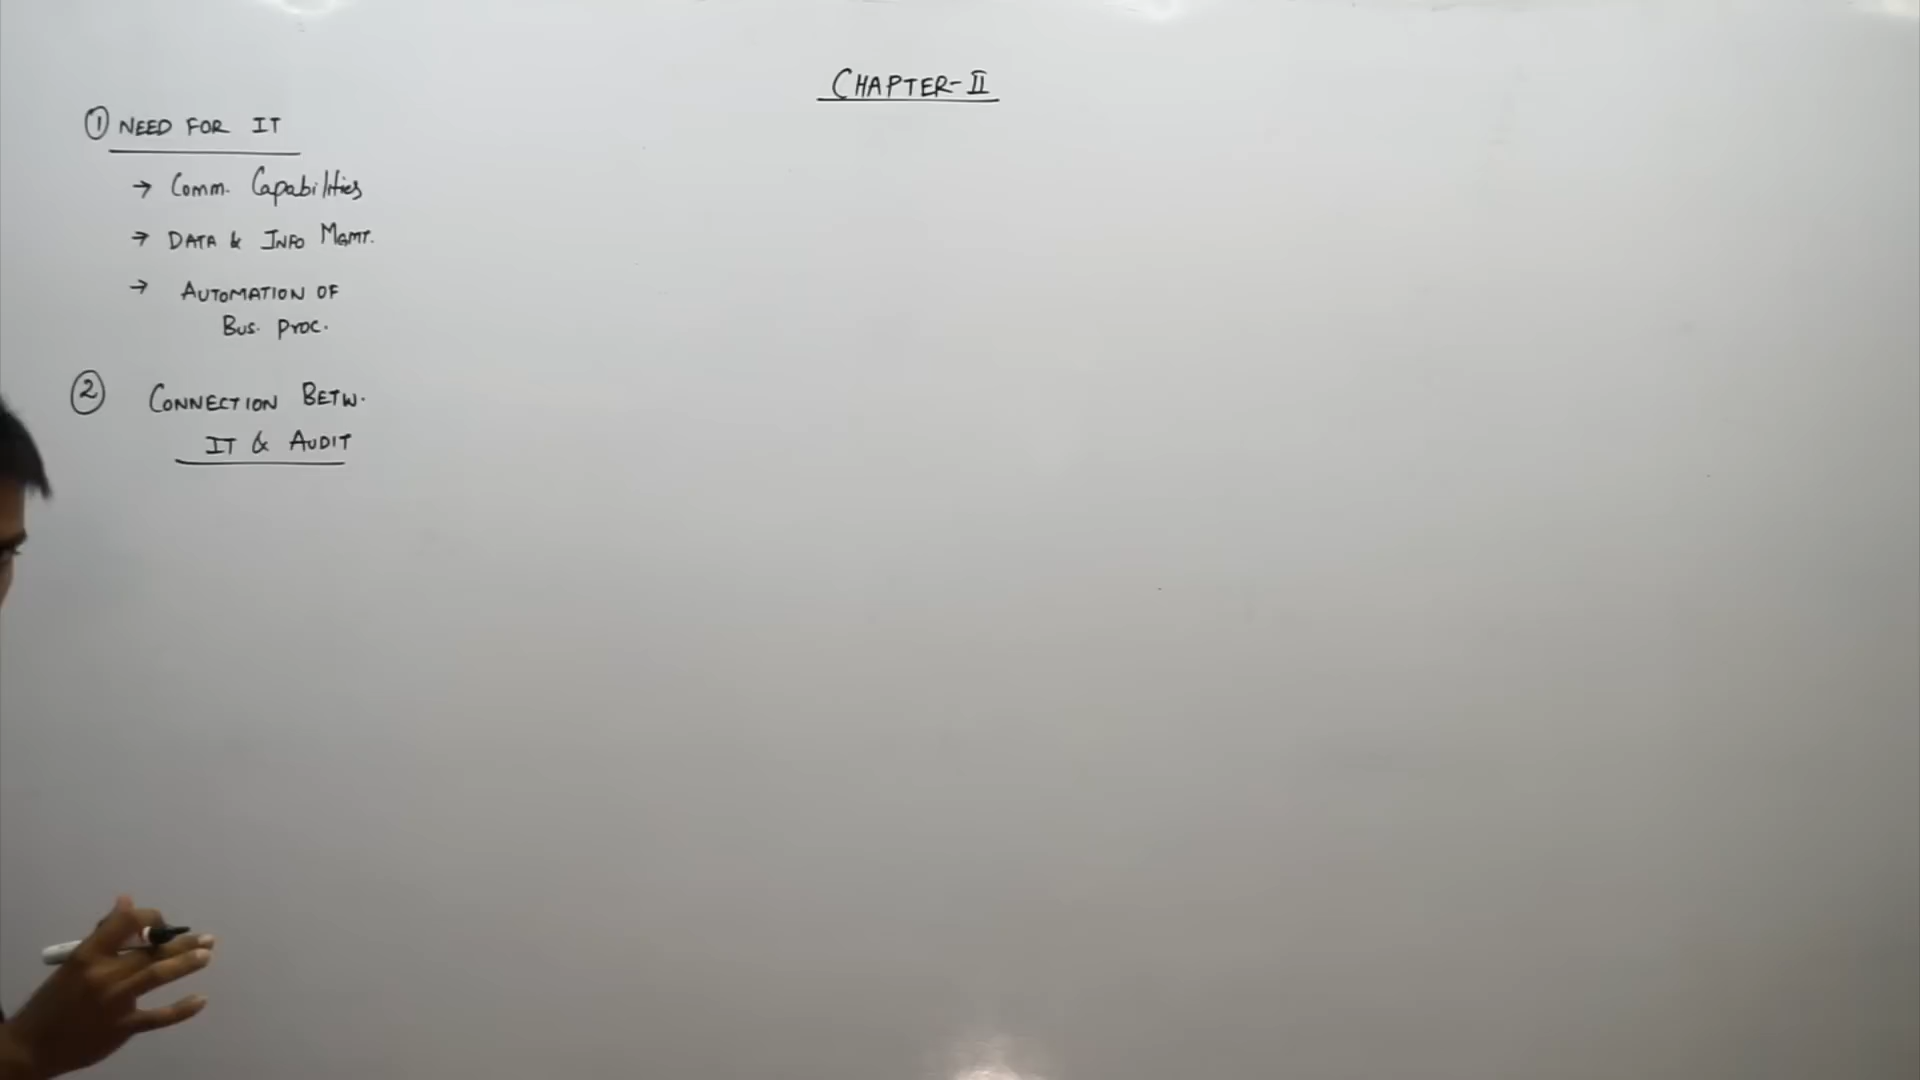 CHAPTER-II
① NEED FOR IT
→ Comm. Capabilities
→ DATA & INFO MGMT.
→ AUTOMATION OF
BUS. PROC.
② CONNECTION BETW.
IT & AUDIT